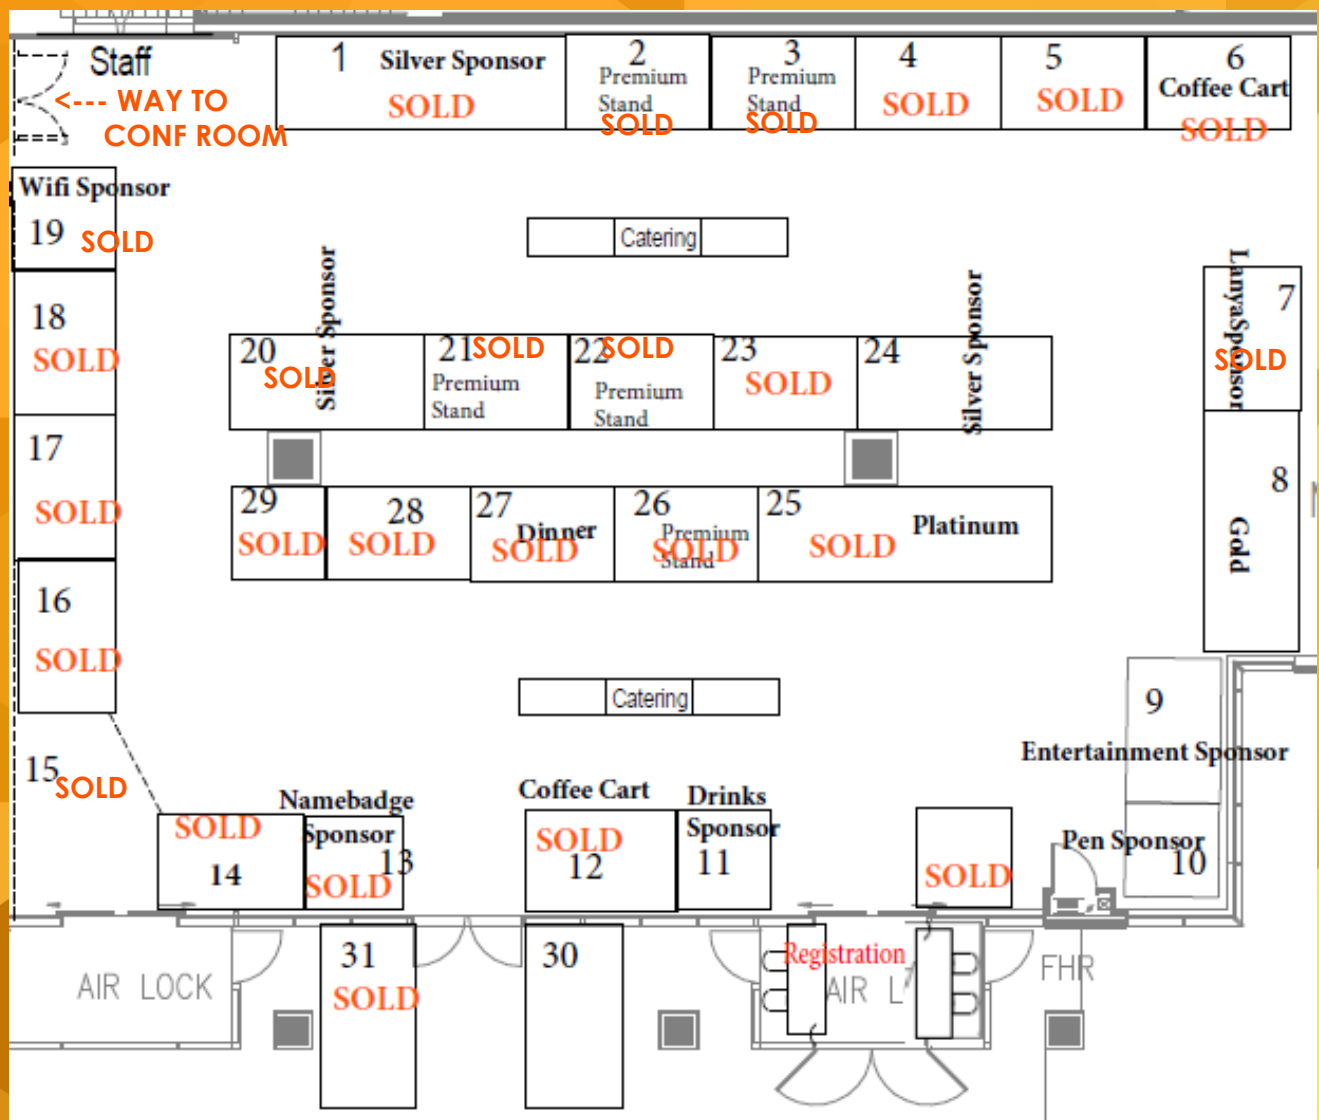 Staff
<--- WAY TO
CONF ROOM
1 Silver Sponsor
SOLD
2
Premium
Stand
SOLD
3
Premium
Stand
SOLD
4
SOLD
5
SOLD
6
Coffee Cart
SOLD
Wifi Sponsor
19 SOLD
Catering
18
SOLD
20
Silver Sponsor
SOLD
21 SOLD
Premium
Stand
22 SOLD
Premium
Stand
23
SOLD
24
Silver Sponsor
7
LanyaSponsor
SOLD
8
Gold
17
SOLD
29
SOLD
28
SOLD
27
Dinner
SOLD
26
Premium
Stand
SOLD
25
SOLD
Platinum
16
SOLD
Catering
9
Entertainment Sponsor
15 SOLD
SOLD
14
Namebadge
Sponsor
13
SOLD
Coffee Cart
SOLD
12
Drinks
Sponsor
11
SOLD
Pen Sponsor
10
AIR LOCK
31
SOLD
30
Registration
AIR L
FHR